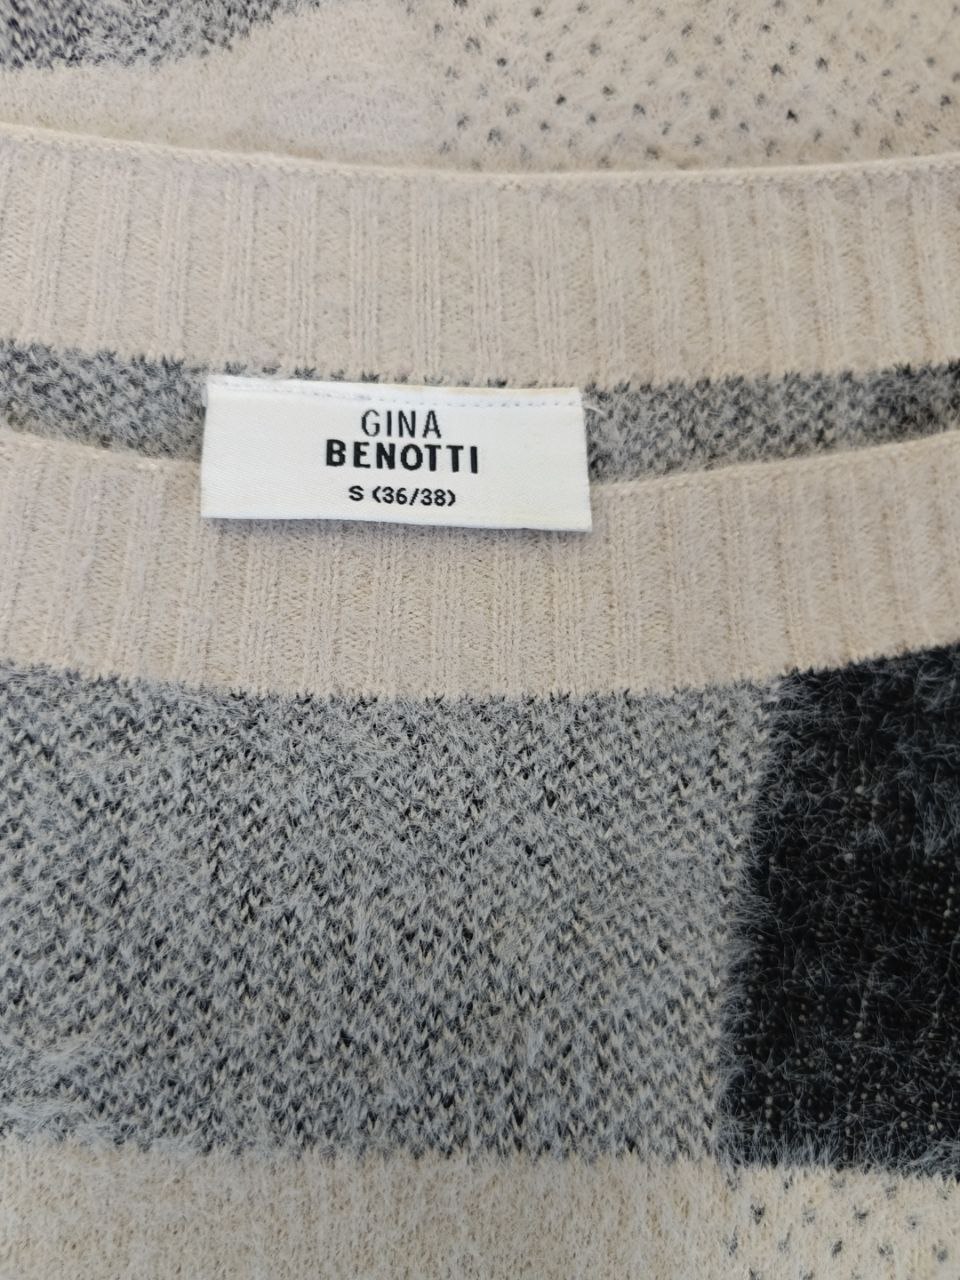 GINA
BENOTTI
S (36/38)